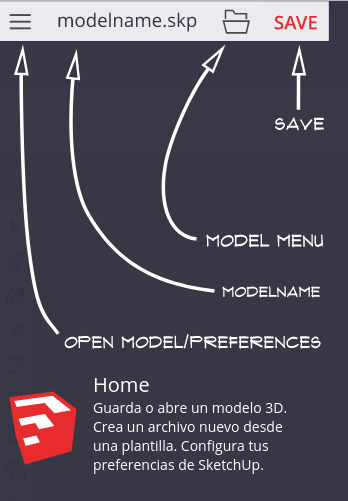 modelname.skp SAVE
SAVE
MODEL MENU
MODELNAME
OPEN MODEL/PREFERENCES
Home
Guarda o abre un modelo 3D.
Crea un archivo nuevo desde
una plantilla. Configura tus
preferencias de SketchUp.